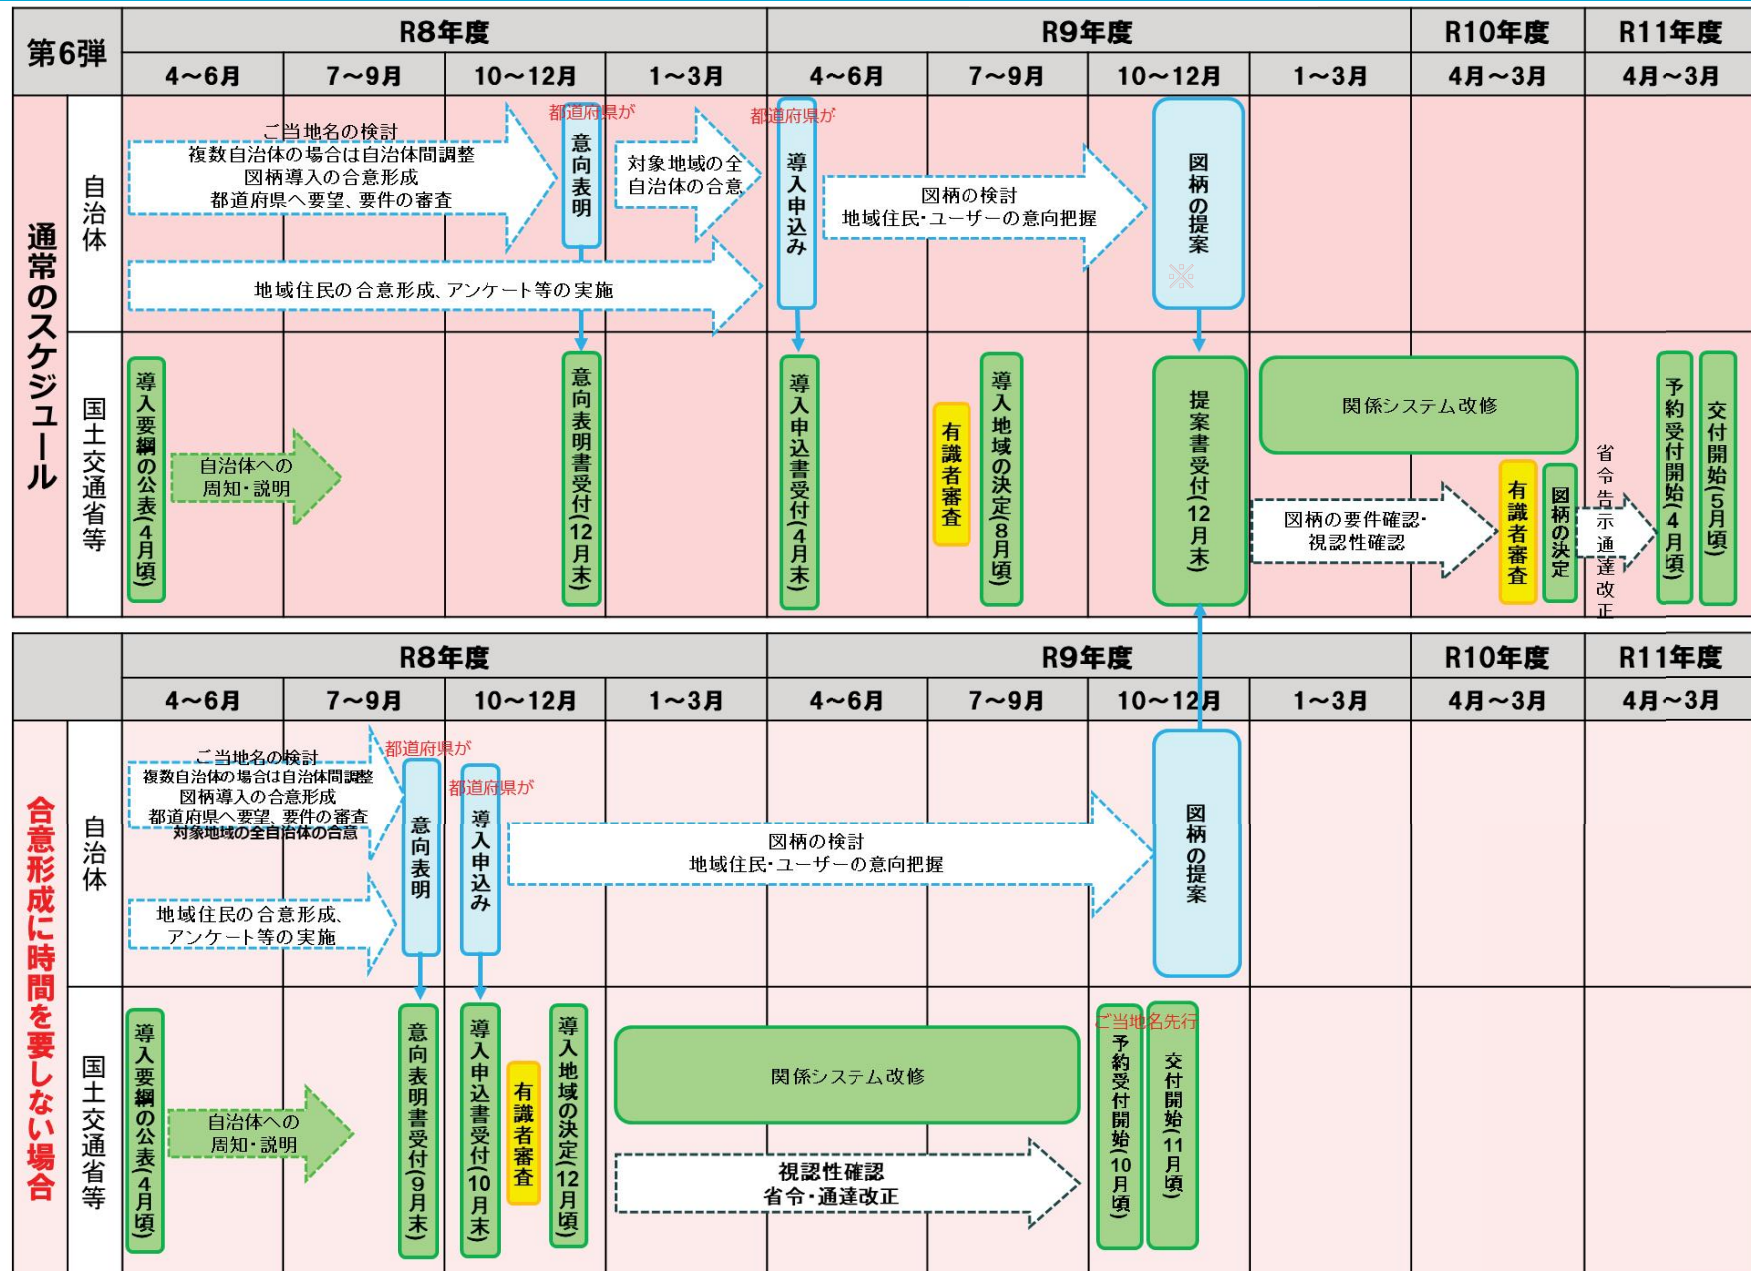 第6弾
R8年度
R9年度
R10年度
R11年度
4～6月
7～9月
10～12月
1～3月
4～6月
7～9月
10～12月
1～3月
4月～3月
4月～3月
通常のスケジュール
自治体
ご当地名の検討
複数自治体の場合は自治体間調整
図柄導入の合意形成
都道府県へ要望、要件の審査
都道府県が
意向表明
対象地域の全
自治体の合意
都道府県が
導入申込み
図柄の検討
地域住民・ユーザーの意向把握
図柄の提案
※
地域住民の合意形成、アンケート等の実施
国土交通省等
導入要綱の公表(4月頃)
自治体への
周知・説明
意向表明書受付(12月末)
導入申込書受付(4月末)
有識者審査
導入地域の決定(8月頃)
提案書受付(12月末)
関係システム改修
図柄の要件確認・
視認性確認
有識者審査
図柄の決定
省令告示通達改正
予約受付開始(4月頃)
交付開始(5月頃)
R8年度
R9年度
R10年度
R11年度
4～6月
7～9月
10～12月
1～3月
4～6月
7～9月
10～12月
1～3月
4月～3月
4月～3月
合意形成に時間を要しない場合
自治体
ご当地名の検討
複数自治体の場合は自治体間調整
図柄導入の合意形成
都道府県へ要望、要件の審査
対象地域の全自治体の合意
都道府県が
意向表明
都道府県が
導入申込み
図柄の検討
地域住民・ユーザーの意向把握
図柄の提案
地域住民の合意形成、
アンケート等の実施
国土交通省等
導入要綱の公表(4月頃)
自治体への
周知・説明
意向表明書受付(9月末)
導入申込書受付(10月末)
有識者審査
導入地域の決定(12月頃)
関係システム改修
視認性確認
省令・通達改正
ご当地名先行
予約受付開始(10月頃)
交付開始(11月頃)